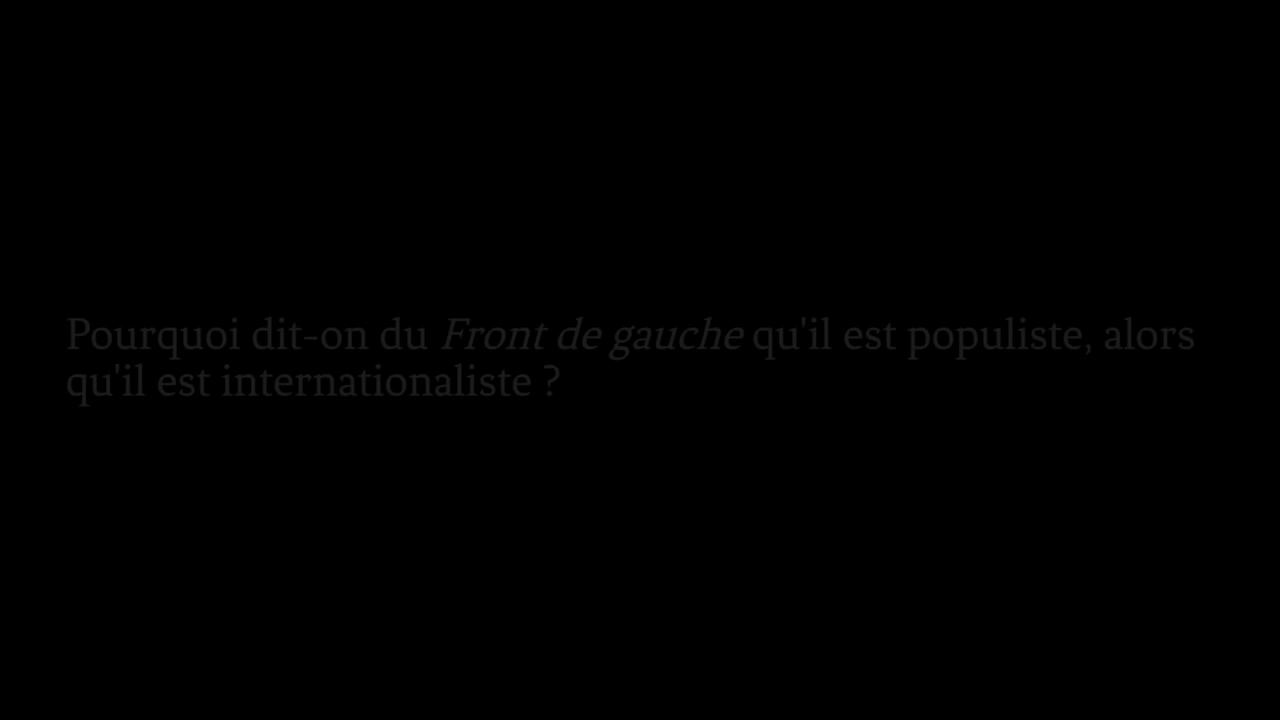 Pourquoi dit-on du Front de gauche qu'il est populiste, alors
qu'il est internationaliste ?